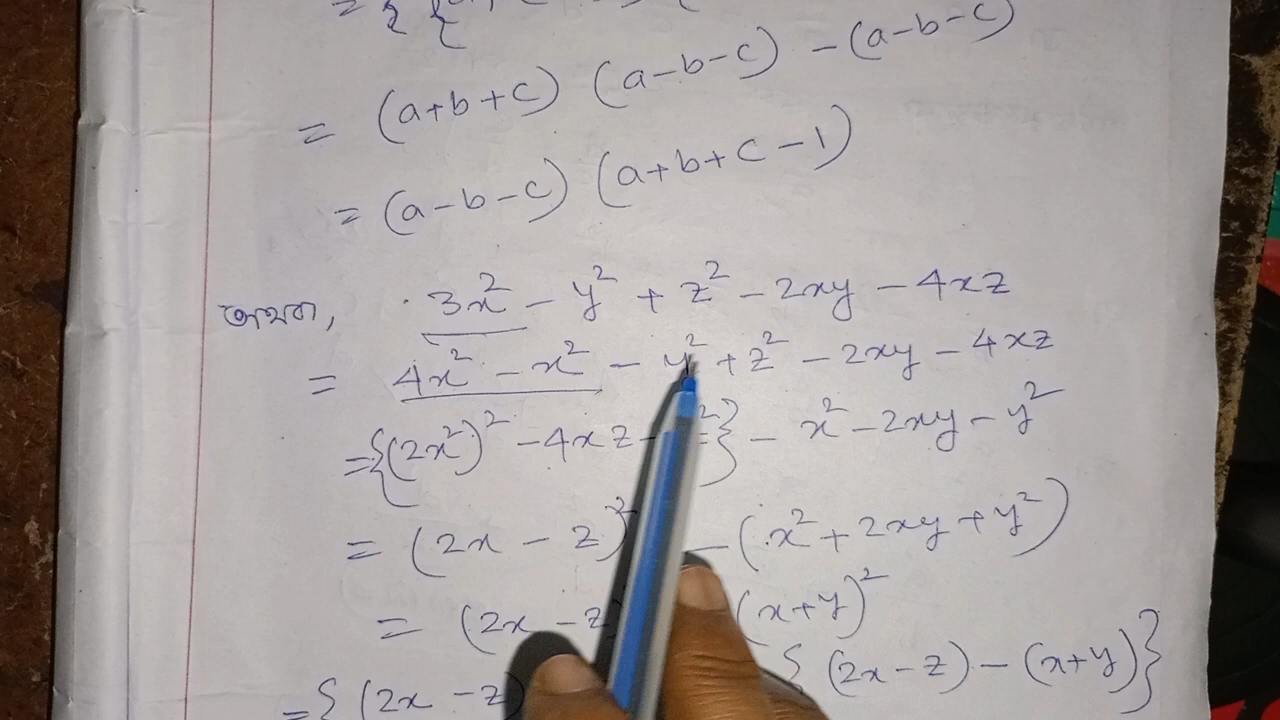 = (a+b+c) (a-b-c) - (a-b-c)
= (a-b-c) (a+b+c-1)
অথবা, 3x² - y² + z² - 2xy - 4xz
= 4x² - x² - y² + z² - 2xy - 4xz
={(2x²)² - 4xz - ²} - x² - 2xy - y²
= (2x - z)² - (x² + 2xy + y²)
= (2x - z) (x+y)²
={(2x - z) { (2x - z) - (x+y)}